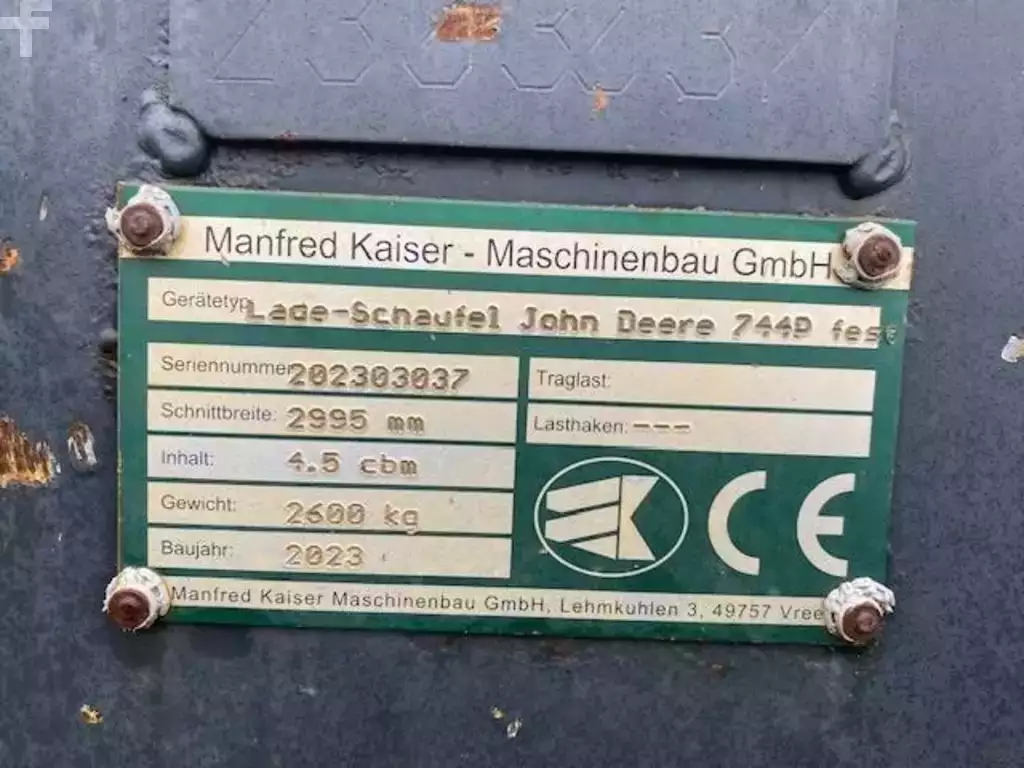 Manfred Kaiser - Maschinenbau GmbH
Gerätetyp Lade-Schaufel John Deere 744P fest
Seriennummer 202303037
Traglast:
Schnittbreite: 2995 mm
Lasthaken: ---
Inhalt: 4.5 cbm
Gewicht: 2600 kg
Baujahr: 2023
CE
Manfred Kaiser Maschinenbau GmbH, Lehmkuhlen 3, 49757 Vree